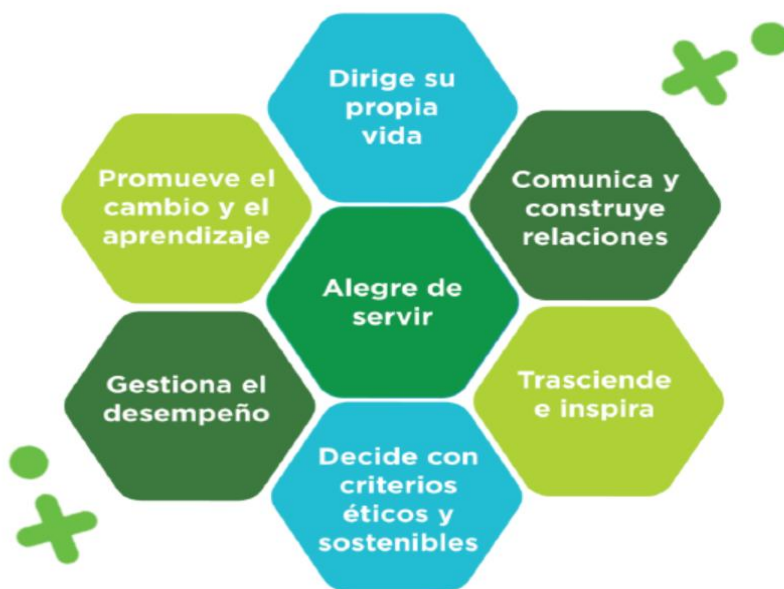 Dirige su
propia
vida
Promueve el
cambio y el
aprendizaje
Comunica y
construye
relaciones
Alegre de
servir
Gestiona el
desempeño
Trasciende
e inspira
Decide con
criterios
éticos y
sostenibles